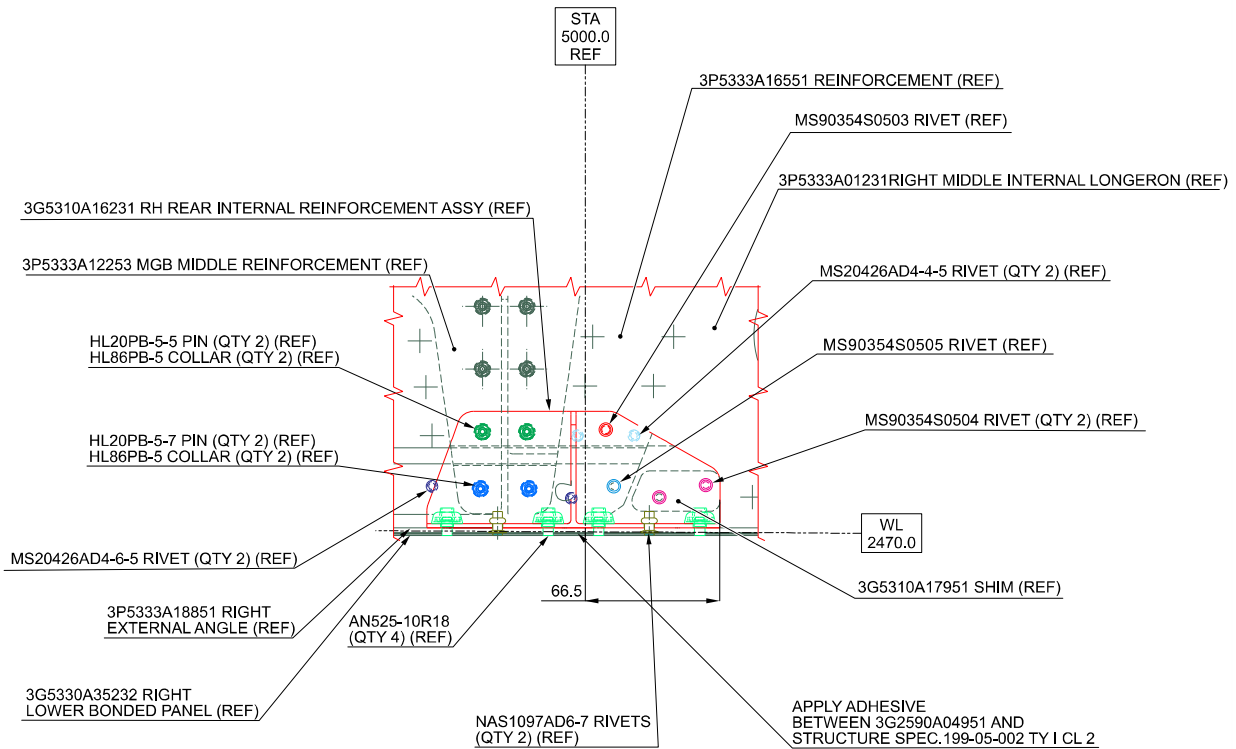 STA
5000.0
REF
3P5333A16551 REINFORCEMENT (REF)
MS90354S0503 RIVET (REF)
3P5333A01231RIGHT MIDDLE INTERNAL LONGERON (REF)
3G5310A16231 RH REAR INTERNAL REINFORCEMENT ASSY (REF)
3P5333A12253 MGB MIDDLE REINFORCEMENT (REF)
MS20426AD4-4-5 RIVET (QTY 2) (REF)
HL20PB-5-5 PIN (QTY 2) (REF)
HL86PB-5 COLLAR (QTY 2) (REF)
MS90354S0505 RIVET (REF)
MS90354S0504 RIVET (QTY 2) (REF)
HL20PB-5-7 PIN (QTY 2) (REF)
HL86PB-5 COLLAR (QTY 2) (REF)
WL
2470.0
MS20426AD4-6-5 RIVET (QTY 2) (REF)
66.5
3G5310A17951 SHIM (REF)
3P5333A18851 RIGHT
EXTERNAL ANGLE (REF)
AN525-10R18
(QTY 4) (REF)
3G5330A35232 RIGHT
LOWER BONDED PANEL (REF)
NAS1097AD6-7 RIVETS
(QTY 2) (REF)
APPLY ADHESIVE
BETWEEN 3G2590A04951 AND
STRUCTURE SPEC.199-05-002 TY I CL 2